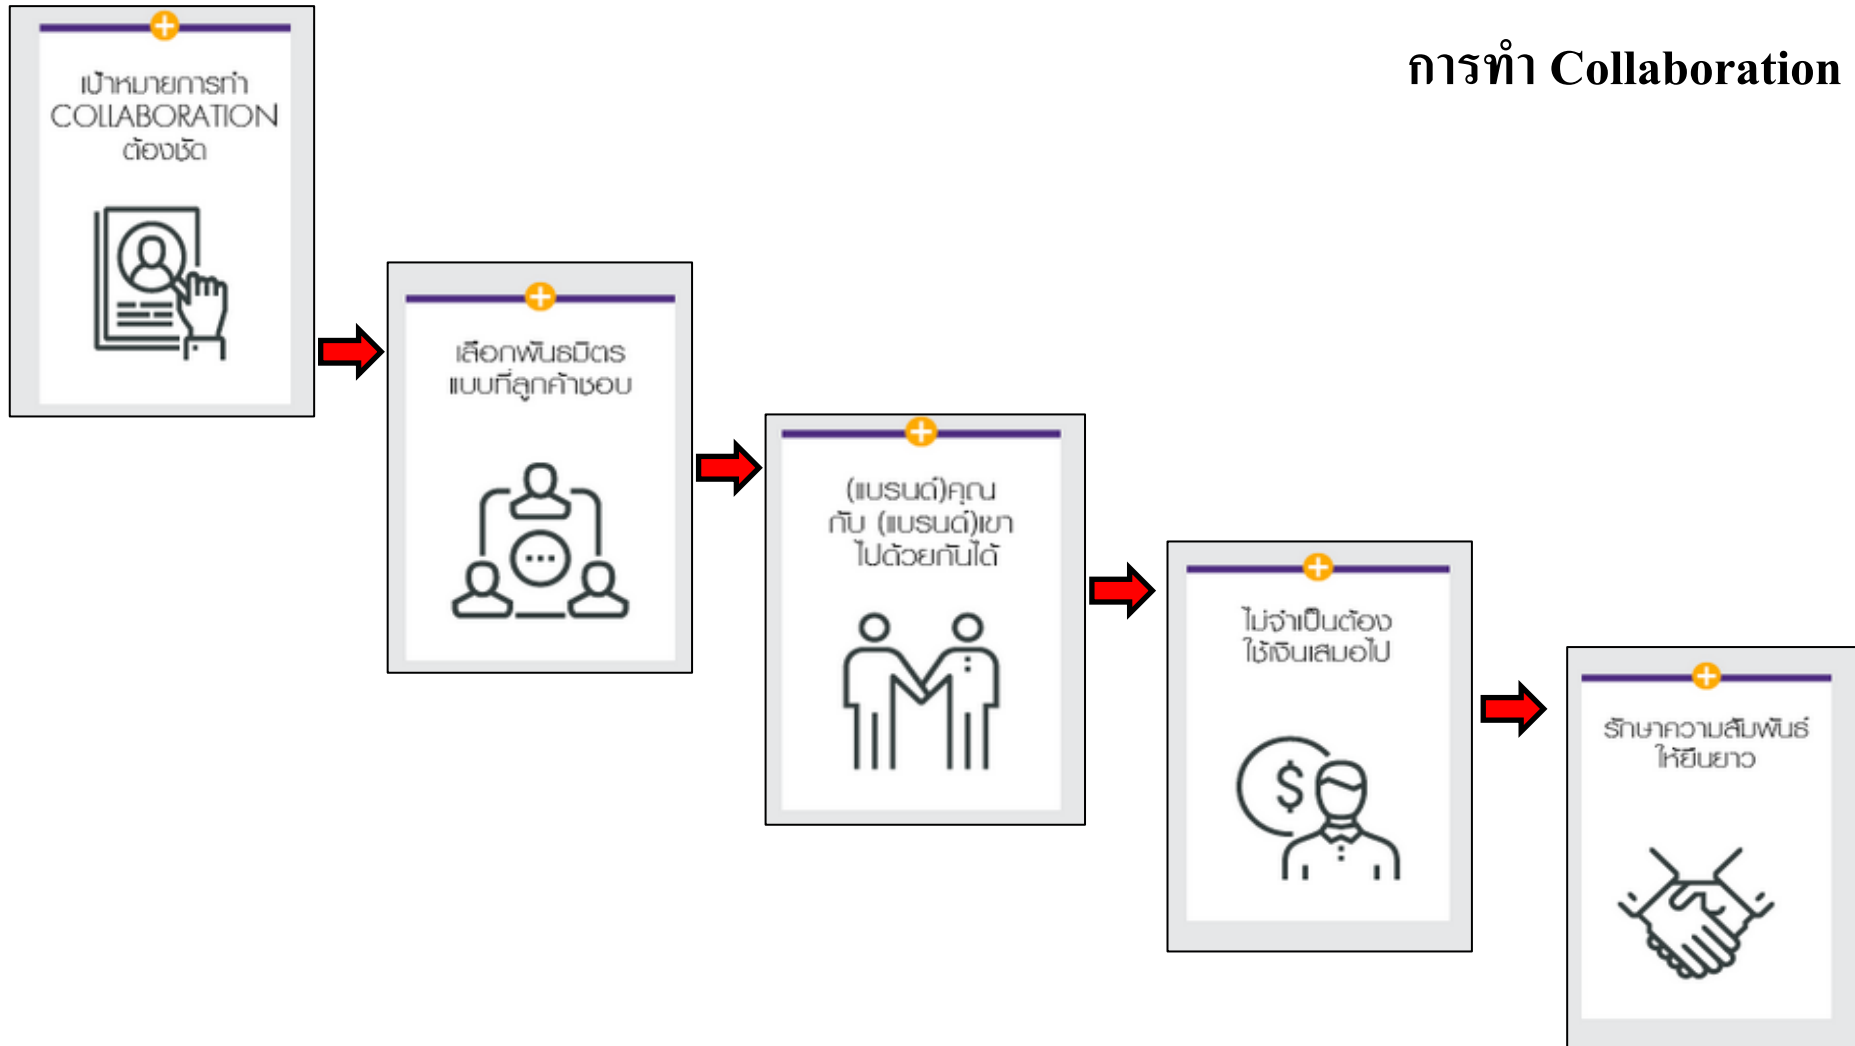 การทำ Collaboration
เป้าหมายการทำ
COLLABORATION
ต้องชัด
เลือกพันธมิตร
แบบที่ลูกค้าชอบ
(แบรนด์)คุณ
กับ (แบรนด์)เขา
ไปด้วยกันได้
ไม่จำเป็นต้อง
ใช้เงินเสมอไป
$
รักษาความสัมพันธ์
ให้ยืนยาว